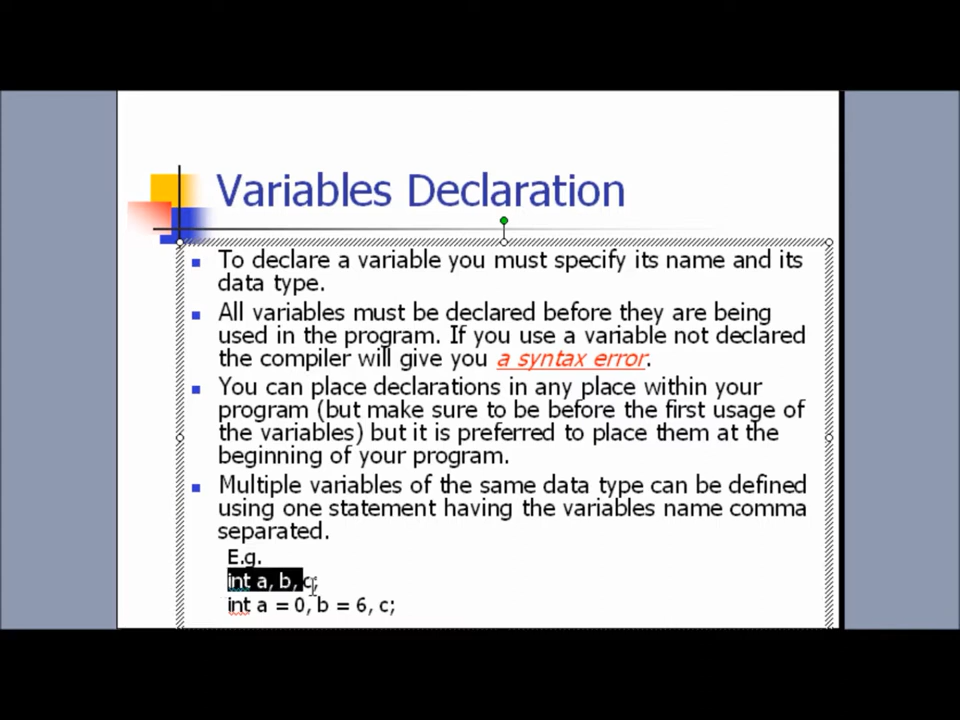 Variables Declaration
To declare a variable you must specify its name and its
data type.
All variables must be declared before they are being
used in the program. If you use a variable not declared
the compiler will give you a syntax error.
You can place declarations in any place within your
program (but make sure to be before the first usage of
the variables) but it is preferred to place them at the
beginning of your program.
Multiple variables of the same data type can be defined
using one statement having the variables name comma
separated.
E.g.
int a, b, c;
int a = 0, b = 6, c;